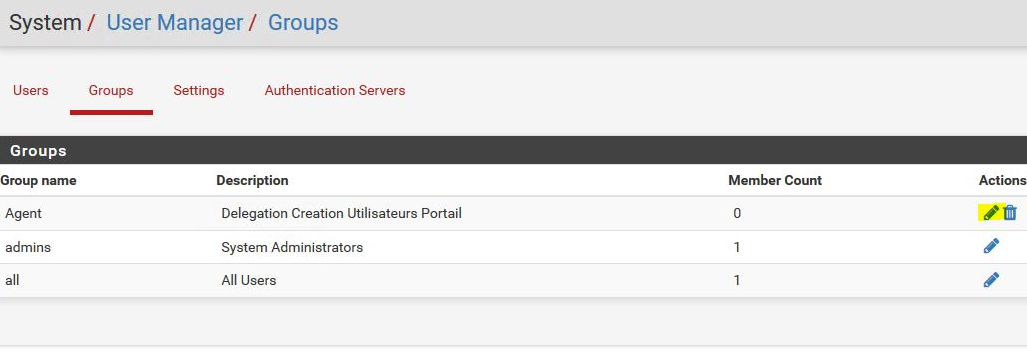 System / User Manager / Groups
Users Groups Settings Authentication Servers
Groups
Group name Description Member Count Actions
Agent Delegation Creation Utilisateurs Portail 0
admins System Administrators 1
all All Users 1